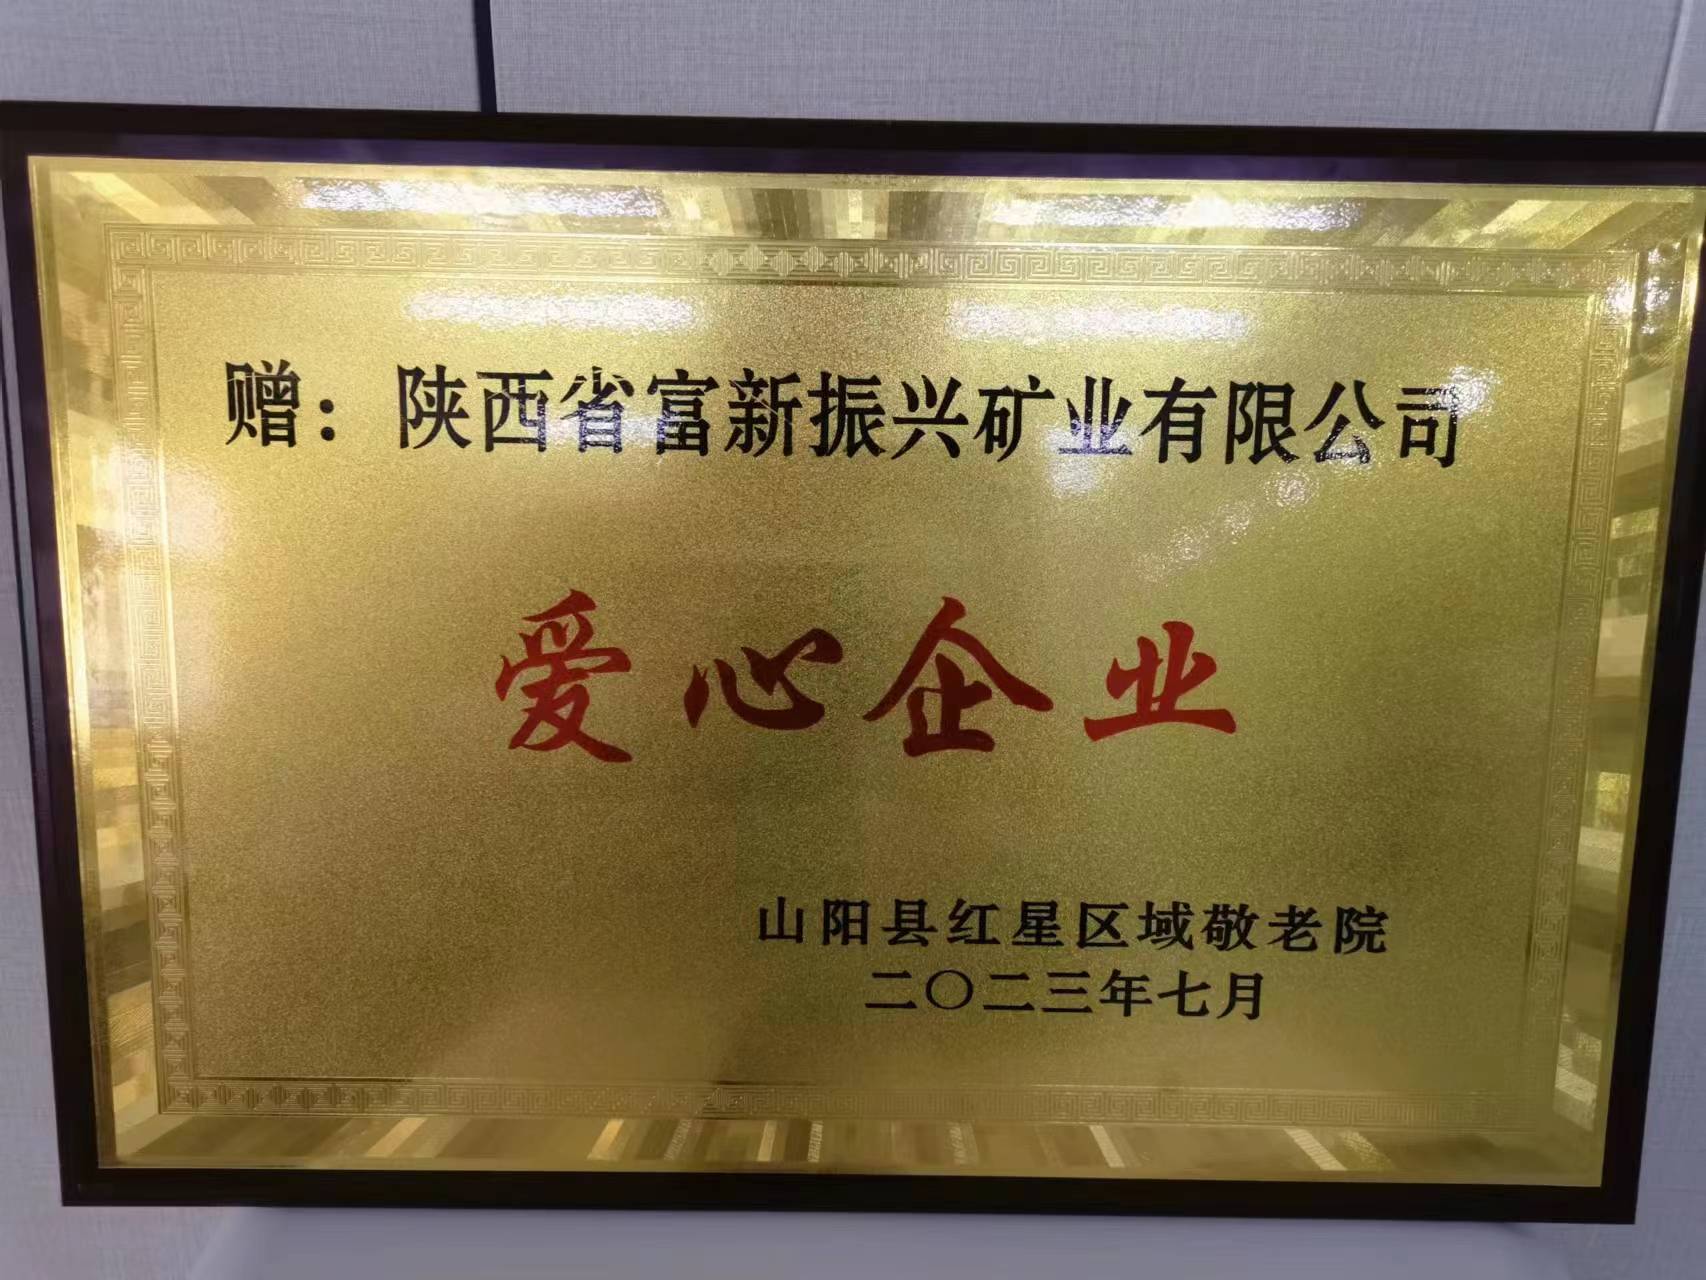 赠：陕西省富新振兴矿业有限公司
爱心企业
山阳县红星区域敬老院
二〇二三年七月